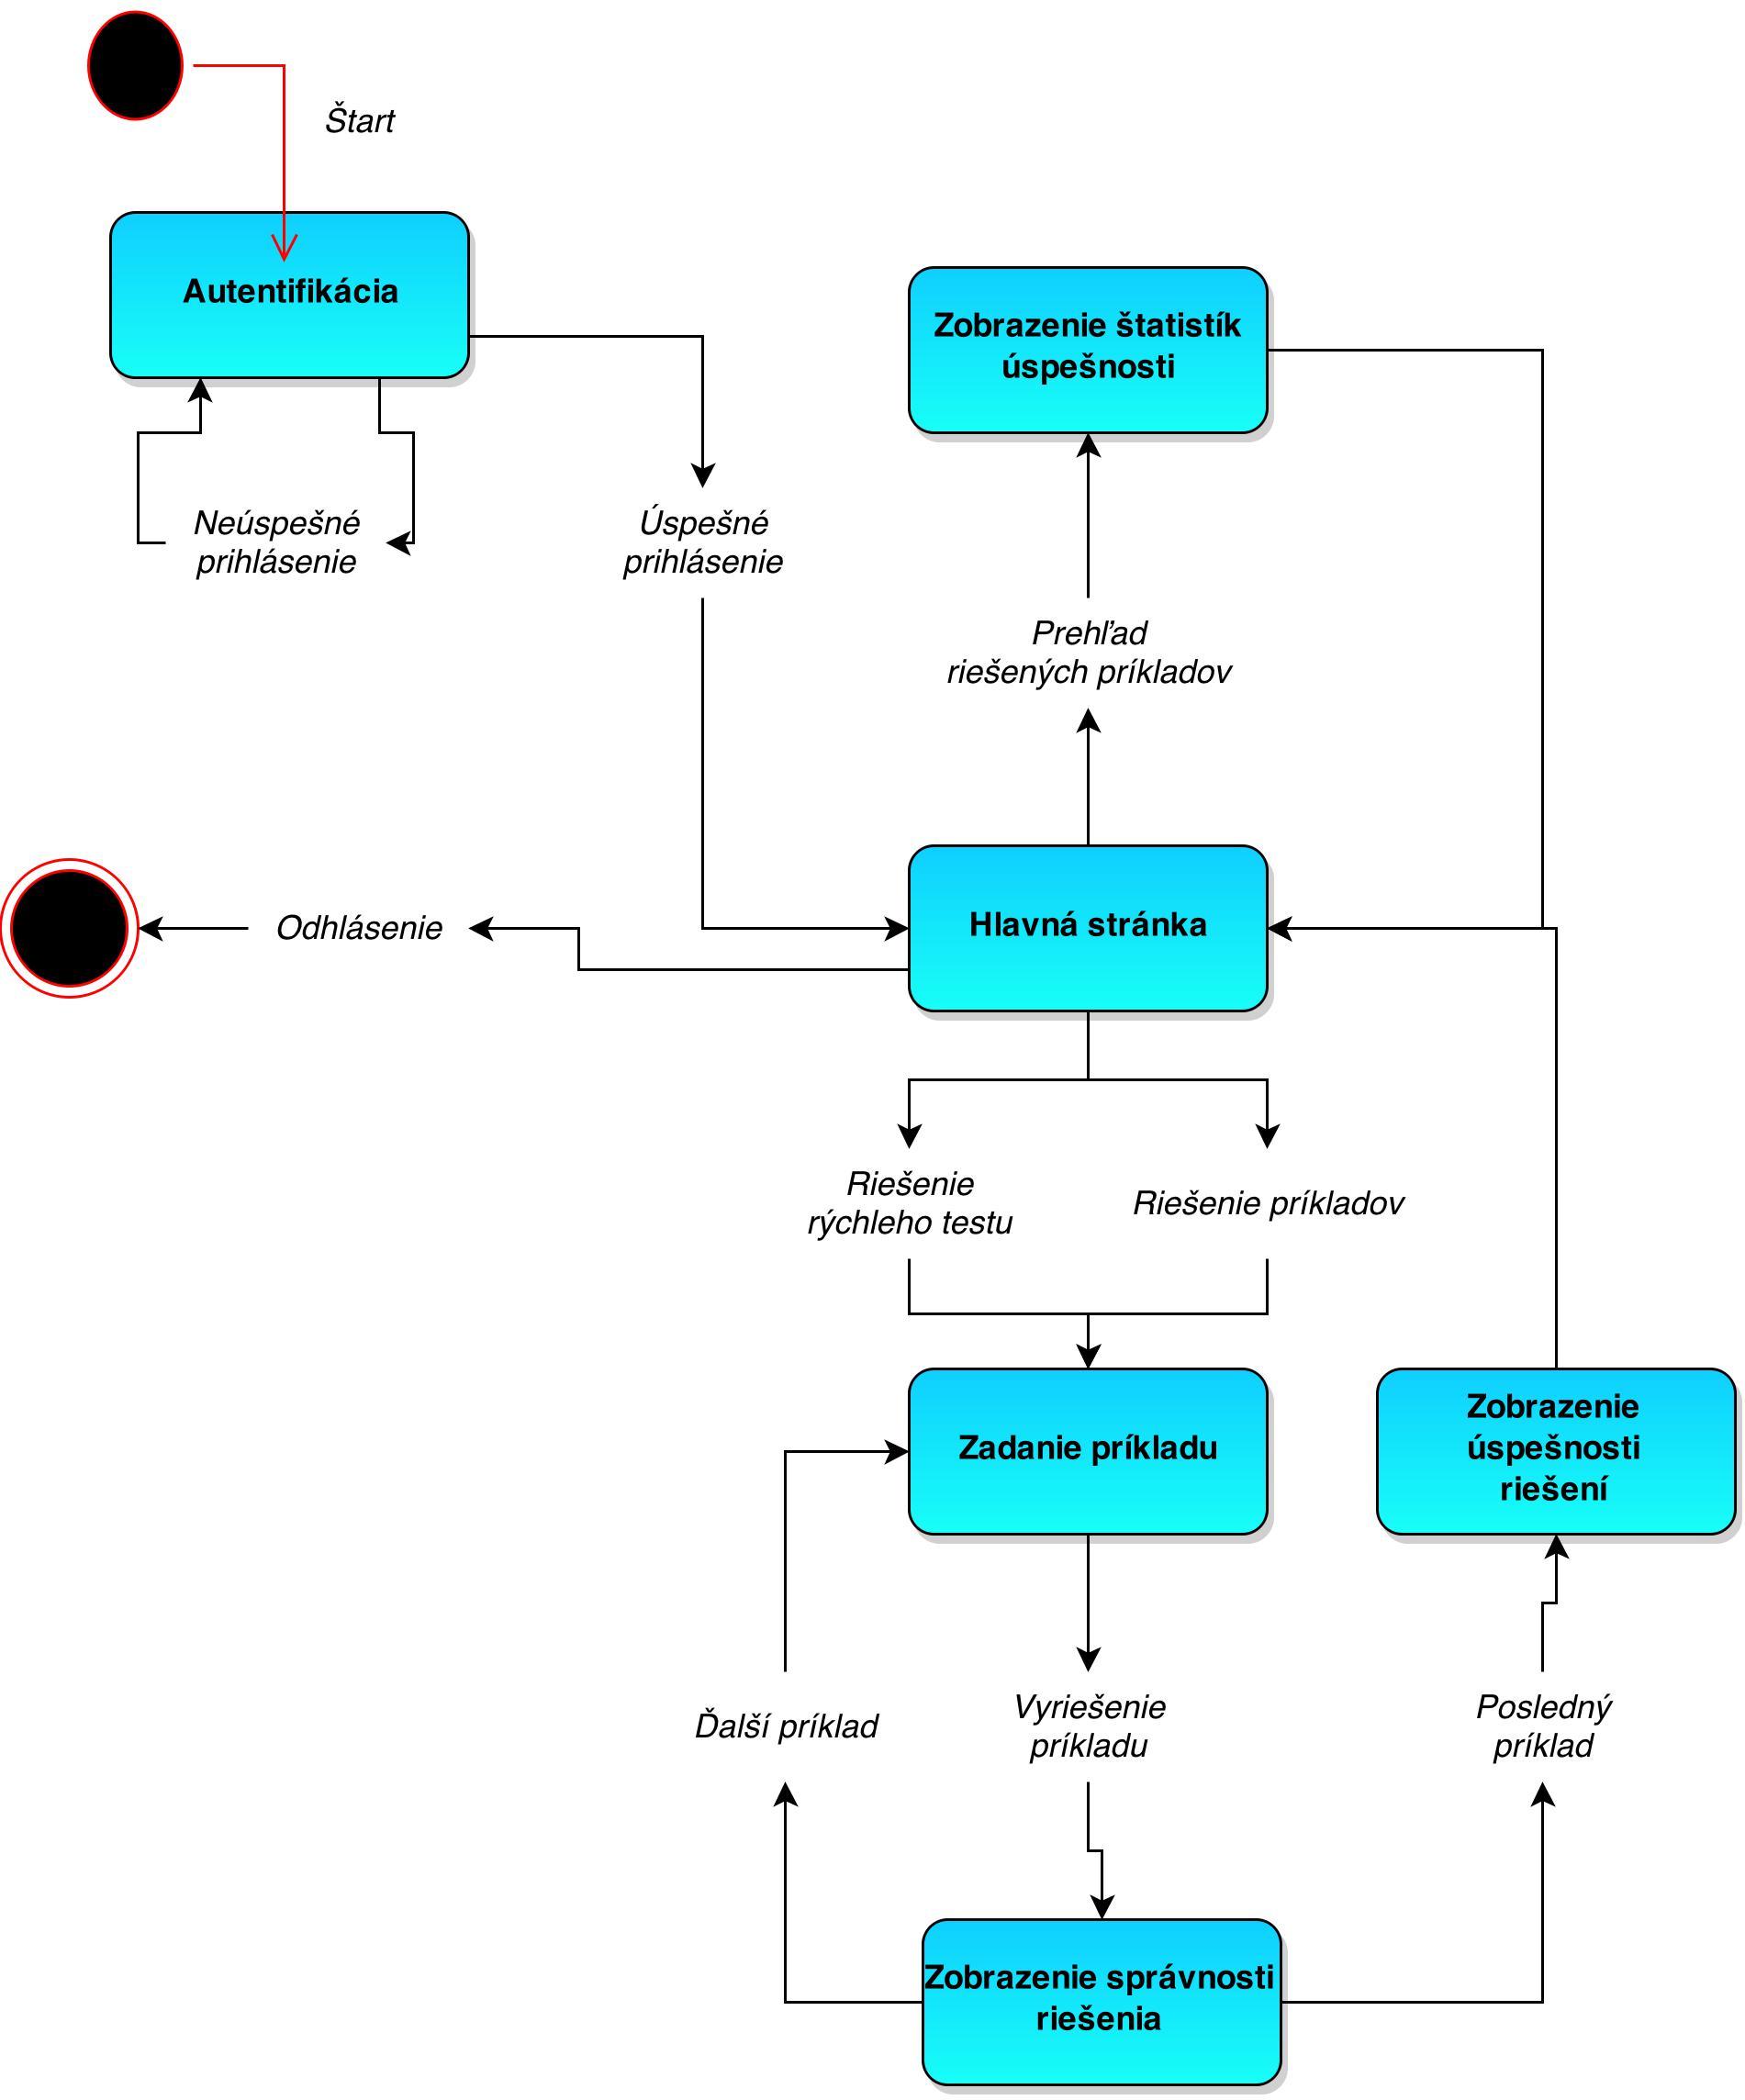 Štart
Autentifikácia
Zobrazenie štatistík
úspešnosti
Neúspešné
prihlásenie
Úspešné
prihlásenie
Prehľad
riešených príkladov
Odhlásenie
Hlavná stránka
Riešenie
rýchleho testu
Riešenie príkladov
Zadanie príkladu
Zobrazenie
úspešnosti
riešení
Ďalší príklad
Vyriešenie
príkladu
Posledný
príklad
Zobrazenie správnosti
riešenia